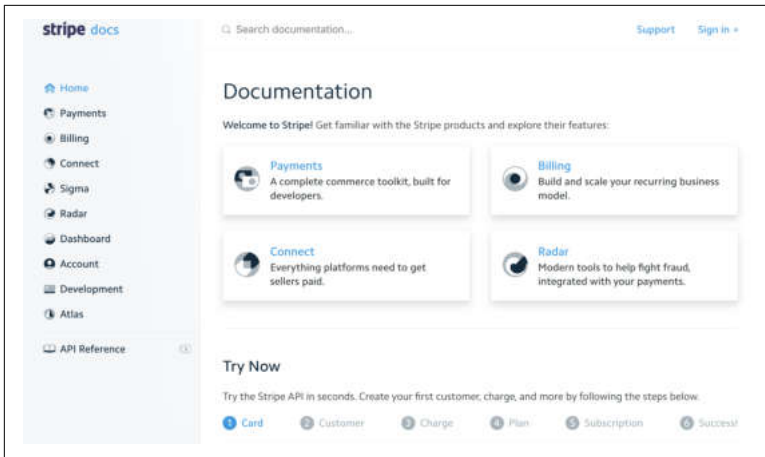 stripe docs
Search documentation...
Support
Sign in
Home
Payments
Billing
Connect
Sigma
Radar
Dashboard
Account
Development
Atlas
API Reference
Documentation
Welcome to Stripe! Get familiar with the Stripe products and explore their features:
Payments
A complete commerce toolkit, built for
developers.
Billing
Build and scale your recurring business
model.
Connect
Everything platforms need to get
sellers paid.
Radar
Modern tools to help fight fraud,
integrated with your payments.
Try Now
Try the Stripe API in seconds. Create your first customer, charge, and more by following the steps below.
1 Card
2 Customer
3 Charge
4 Plan
5 Subscription
6 Success!